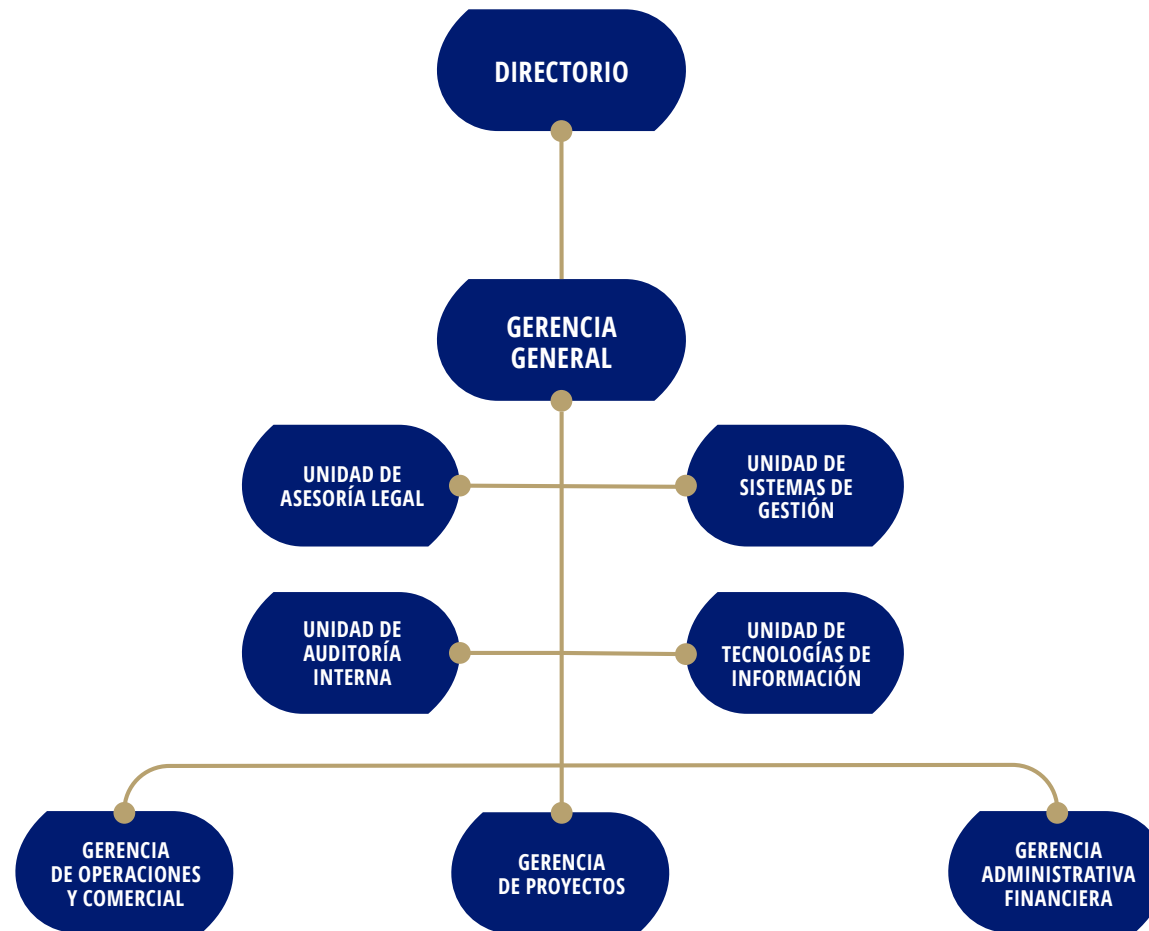 DIRECTORIO
GERENCIA
GENERAL
UNIDAD DE
ASESORÍA LEGAL
UNIDAD DE
SISTEMAS DE
GESTIÓN
UNIDAD DE
AUDITORÍA
INTERNA
UNIDAD DE
TECNOLOGÍAS DE
INFORMACIÓN
GERENCIA
DE OPERACIONES
Y COMERCIAL
GERENCIA
DE PROYECTOS
GERENCIA
ADMINISTRATIVA
FINANCIERA